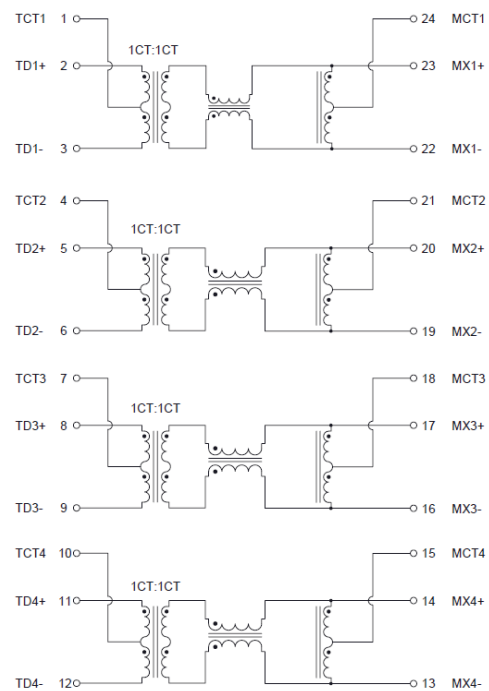 TCT1 1 24 MCT1
1CT:1CT
TD1+ 2 23 MX1+
TD1- 3 22 MX1-
TCT2 4 21 MCT2
1CT:1CT
TD2+ 5 20 MX2+
TD2- 6 19 MX2-
TCT3 7 18 MCT3
1CT:1CT
TD3+ 8 17 MX3+
TD3- 9 16 MX3-
TCT4 10 15 MCT4
1CT:1CT
TD4+ 11 14 MX4+
TD4- 12 13 MX4-